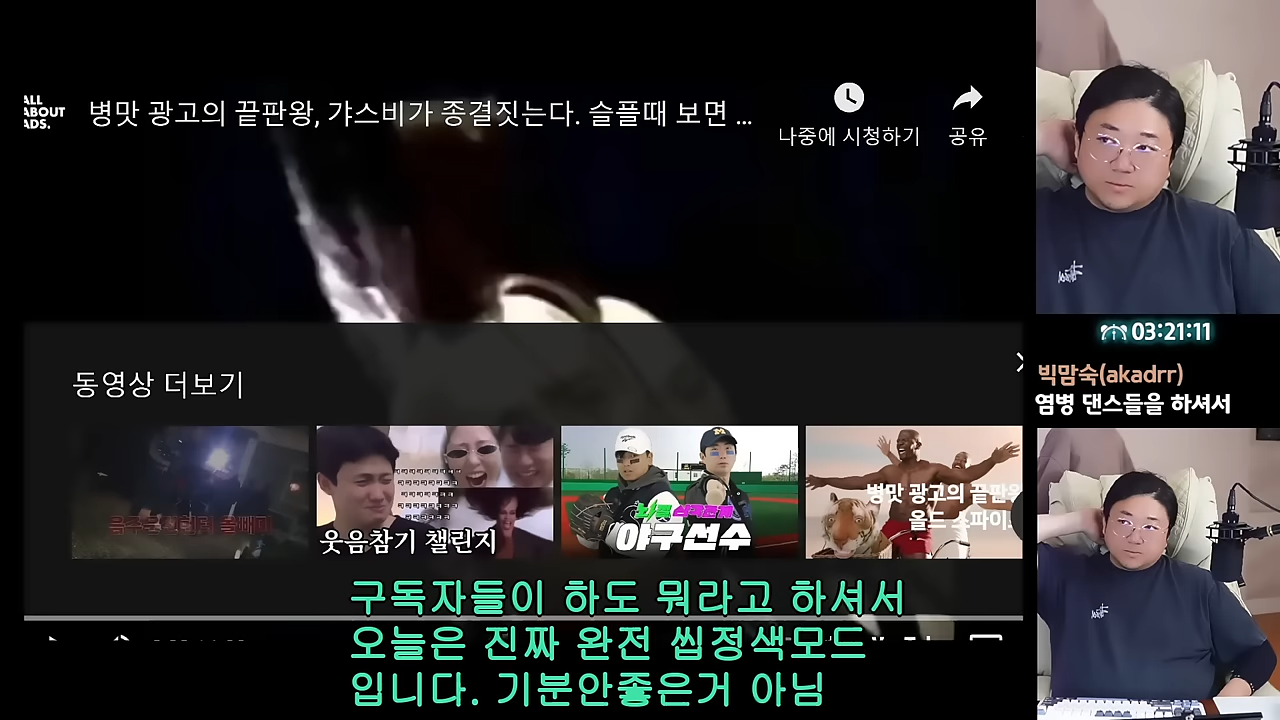 ALL
ABOUT
ADS.
병맛 광고의 끝판왕, 갸스비가 종결짓는다. 슬플때 보면 ...
나중에 시청하기
공유
동영상 더보기
웃음참기 챌린지
야구선수
병맛 광고의 끝판왕
올드 스파이
구독자들이 하도 뭐라고 하셔서
오늘은 진짜 완전 씹정색모드
입니다. 기분안좋은거 아님
03:21:11
빅맘숙(akadrr)
염병 댄스들을 하셔서